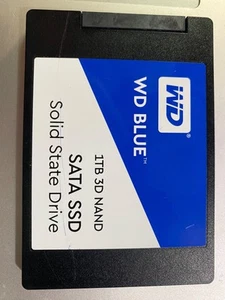 WD
WD BLUE™
1TB 3D NAND
SATA SSD
Solid State Drive